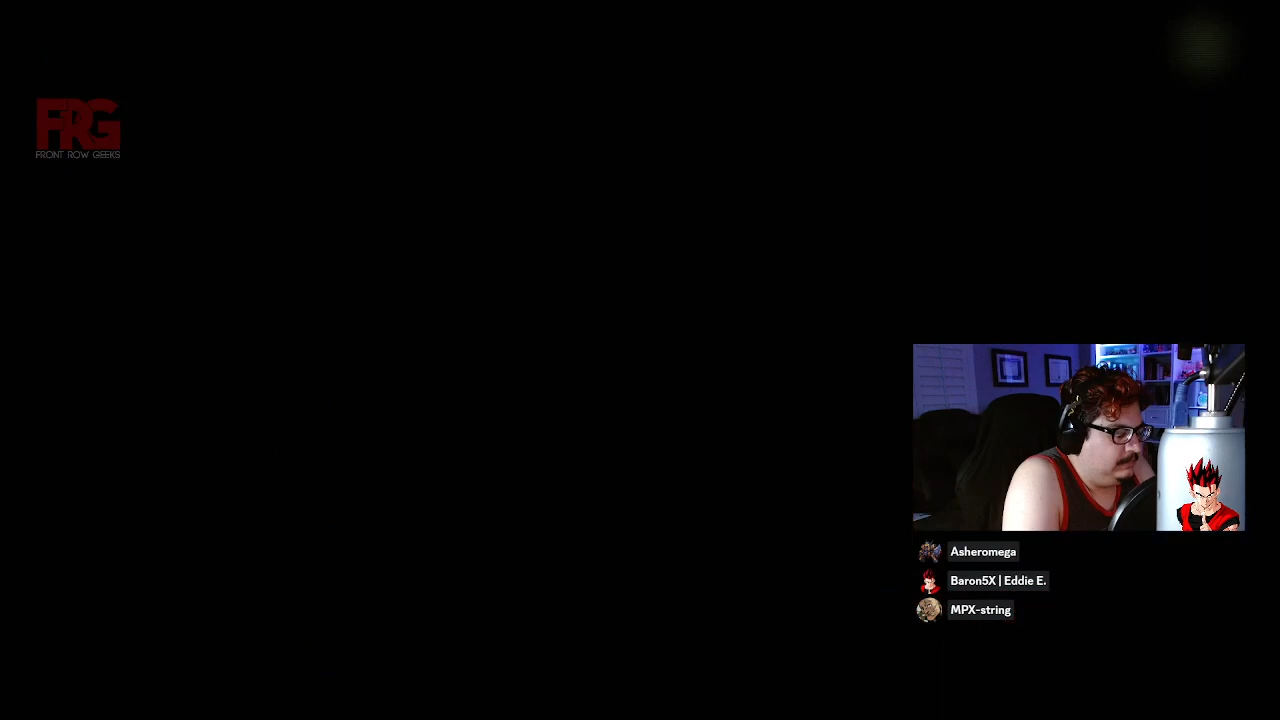 FRG
FRONT ROW GEEKS
Asheromega
Baron5X | Eddie E.
MPX-string